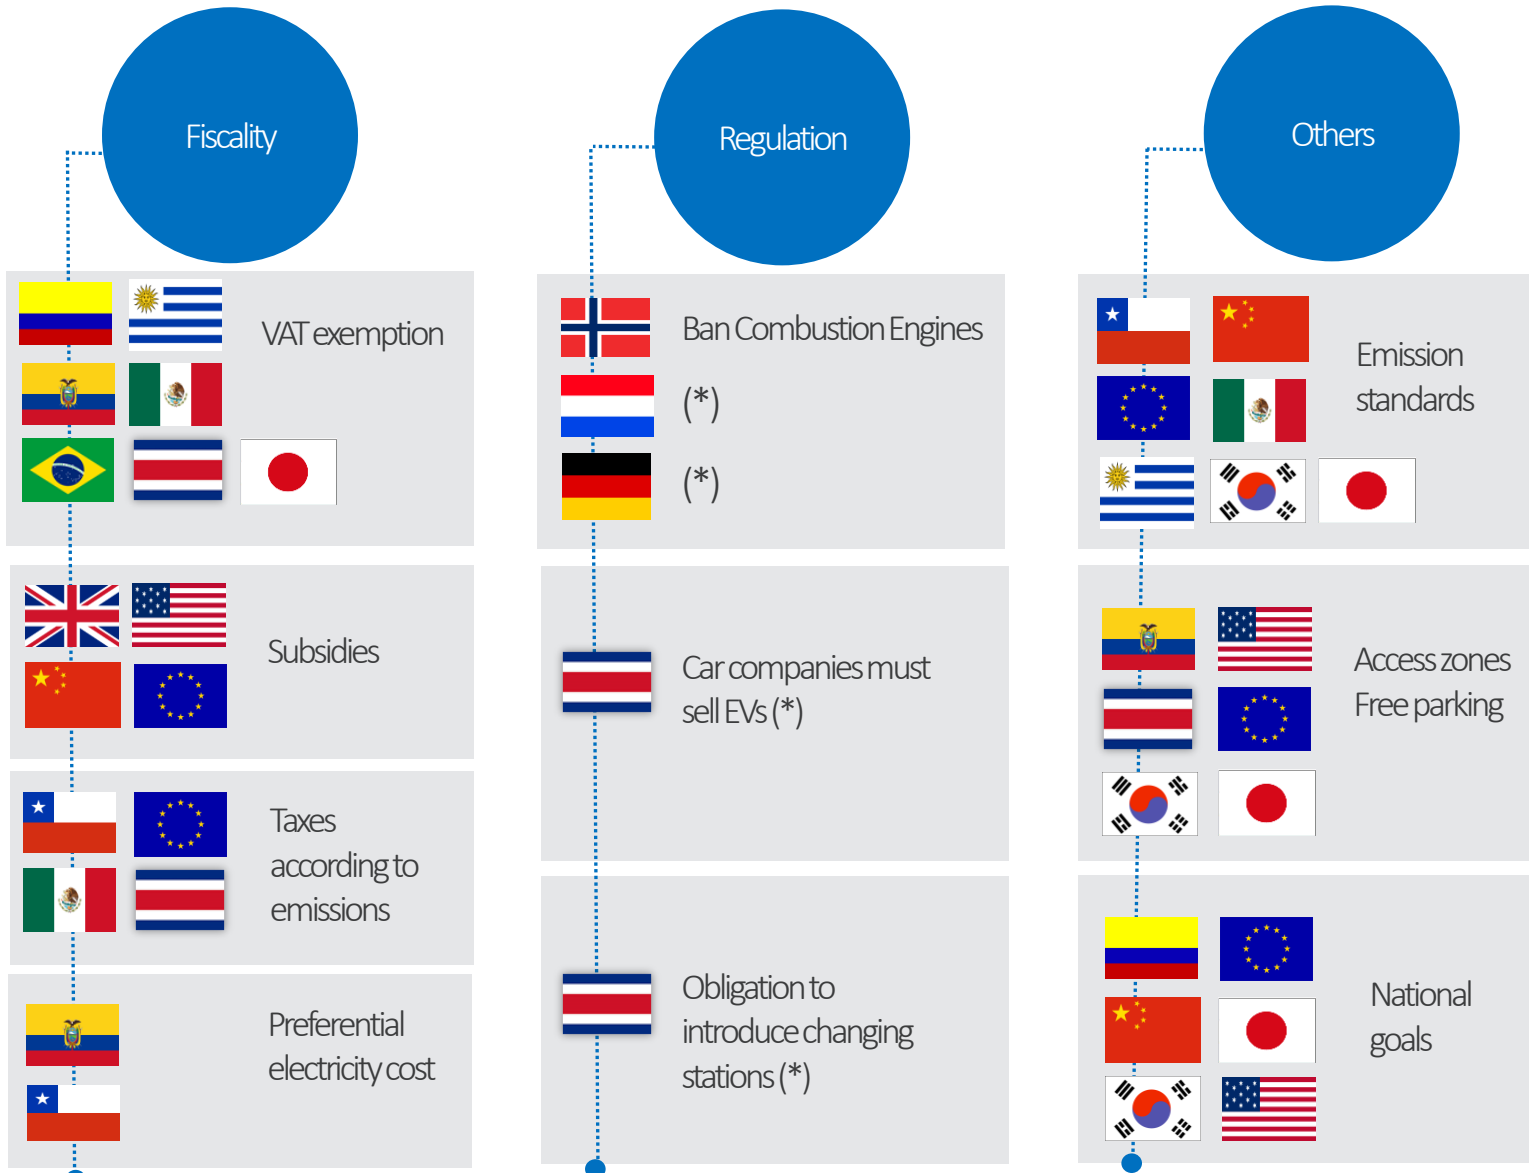 Fiscality
VAT exemption
Subsidies
Taxes
according to
emissions
Preferential
electricity cost
Regulation
Ban Combustion Engines
(*)
(*)
Car companies must
sell EVs (*)
Obligation to
introduce changing
stations (*)
Others
Emission
standards
Access zones
Free parking
National
goals